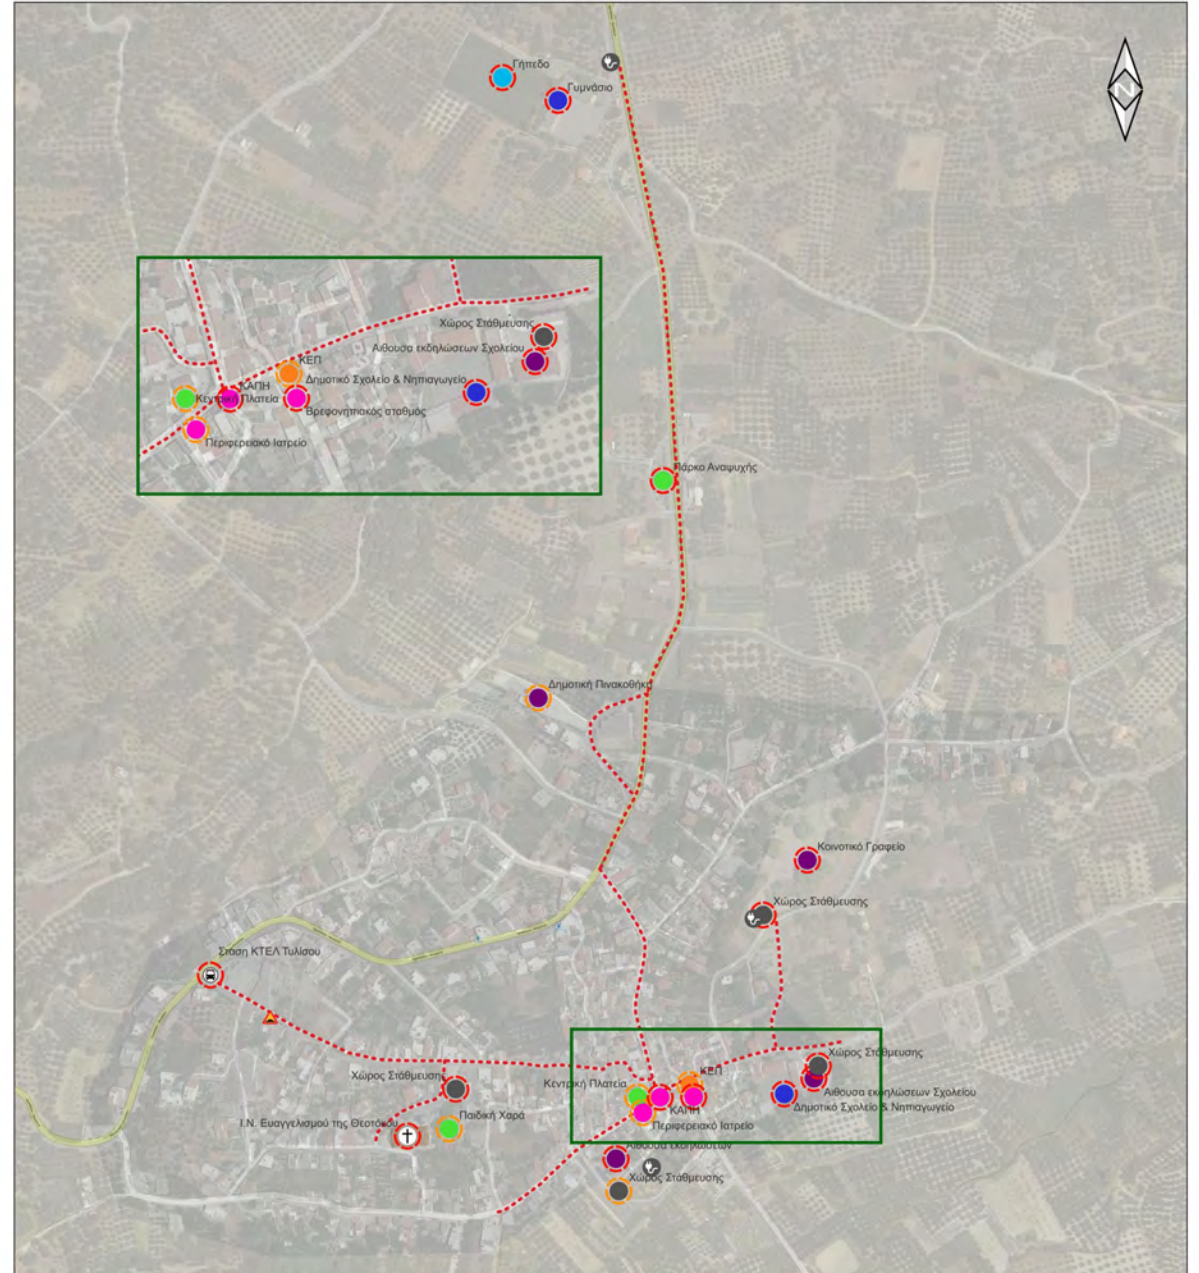 Γήπεδο
Γυμνάσιο
N
Χώρος Στάθμευσης
Αίθουσα εκδηλώσεων Σχολείου
ΚΕΠ
Δημοτικό Σχολείο & Νηπιαγωγείο
ΚΑΠΗ
Κεντρική Πλατεία
Βρεφονηπιακός σταθμός
Περιφερειακό Ιατρείο
Πάρκο Αναψυχής
Δημοτική Πινακοθήκη
Κοινοτικό Γραφείο
Χώρος Στάθμευσης
Στάση ΚΤΕΛ Τυλίσου
Χώρος Στάθμευσης
ΚΕΠ
Χώρος Στάθμευσης
Κεντρική Πλατεία
Αίθουσα εκδηλώσεων Σχολείου
Δημοτικό Σχολείο & Νηπιαγωγείο
ΚΑΠΗ
Παιδική Χαρά
Ι.Ν. Ευαγγελισμού της Θεοτόκου
Περιφερειακό Ιατρείο
Αίθουσα εκδηλώσεων
Χώρος Στάθμευσης